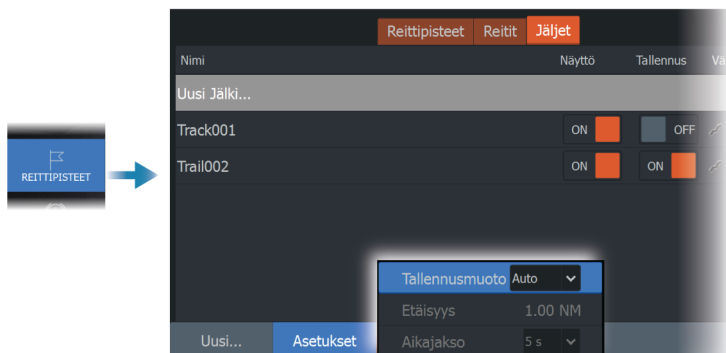 Reittipisteet Reitit Jäljet
Nimi Näyttö Tallennus Vä
Uusi Jälki...
Track001 ON OFF
Trail002 ON ON
REITTIPISTEET
Tallennusmuoto Auto
Etäisyys 1.00 NM
Uusi... Asetukset Aikajakso 5 s